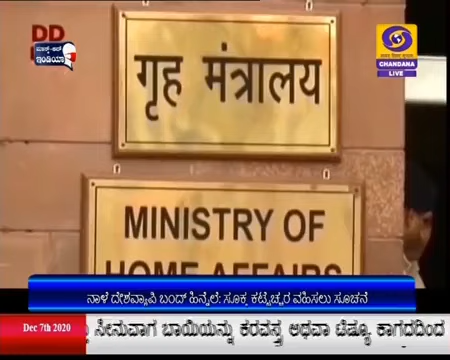 DD
ಮೇಕ್-ಇನ್
ಇಂಡಿಯಾ
CHANDANA
LIVE
गृह मंत्रालय
MINISTRY OF
HOME AFFAIRS
ನಾಳೆ ದೇಶವ್ಯಾಪಿ ಬಂದ್ ಹಿನ್ನೆಲೆ: ಸೂಕ್ತ ಕಟ್ಟೆಚ್ಚರ ವಹಿಸಲು ಸೂಚನೆ
Dec 7th 2020
ಸೀನುವಾಗ ಬಾಯಿಯನ್ನು ಕರವಸ್ತ್ರ ಅಥವಾ ಟಿಷ್ಯೂ ಕಾಗದದಿಂದ